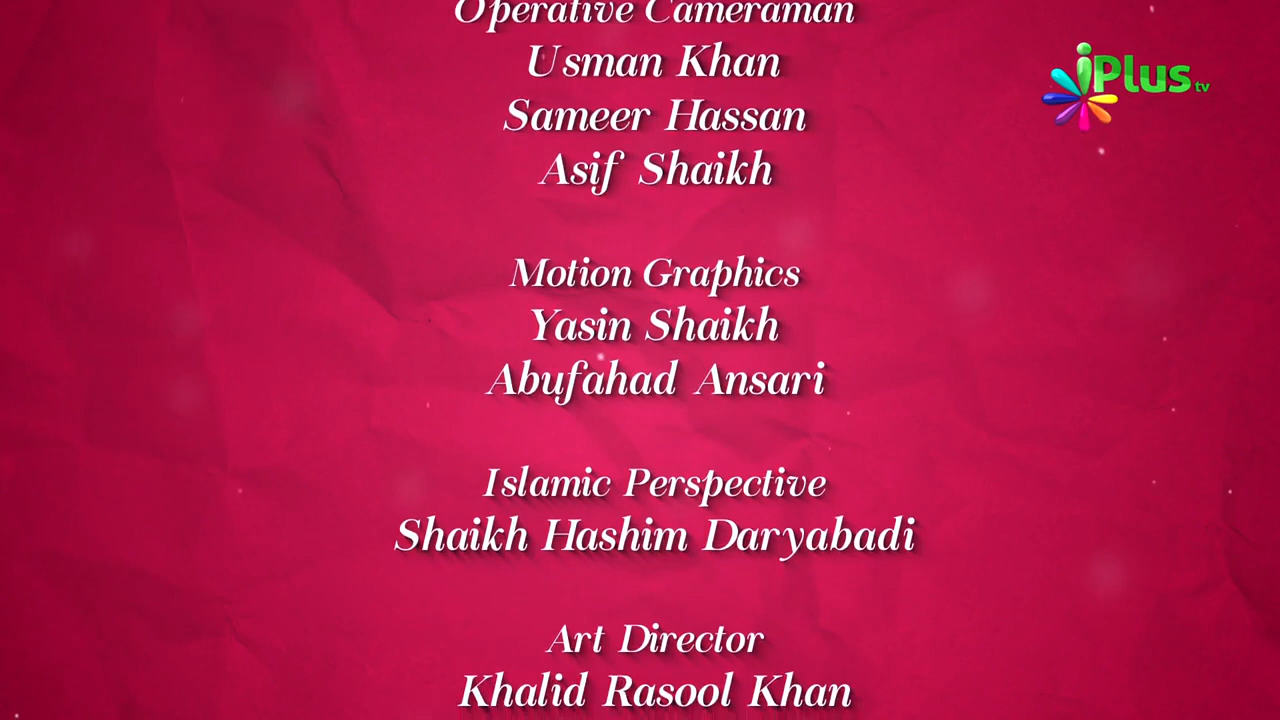 Operative Cameraman
Usman Khan
iPlus tv
Sameer Hassan
Asif Shaikh
Motion Graphics
Yasin Shaikh
Abufahad Ansari
Islamic Perspective
Shaikh Hashim Daryabadi
Art Director
Khalid Rasool Khan